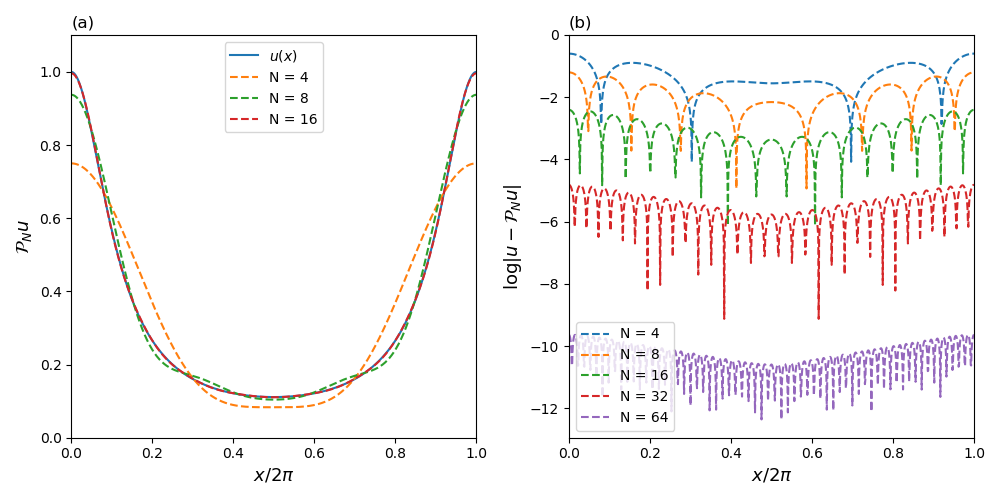 (a)
1.0
0.8
0.6
0.4
0.2
0.0
𝒫_N u
u(x)
N = 4
N = 8
N = 16
0.0 0.2 0.4 0.6 0.8 1.0
x/2π
(b)
0
−2
−4
−6
−8
−10
−12
log|u − 𝒫_N u|
N = 4
N = 8
N = 16
N = 32
N = 64
0.0 0.2 0.4 0.6 0.8 1.0
x/2π